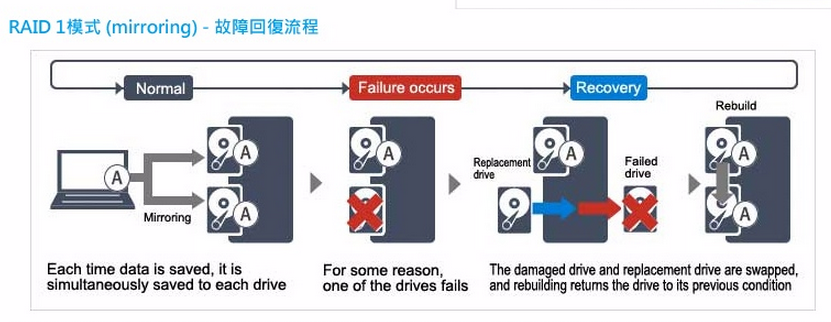 RAID 1模式 (mirroring) - 故障回復流程
Normal
Failure occurs
Recovery
Rebuild
A
A
A
Mirroring
A
Replacement
drive
A
Failed
drive
A
A
Each time data is saved, it is
simultaneously saved to each drive
For some reason,
one of the drives fails
The damaged drive and replacement drive are swapped,
and rebuilding returns the drive to its previous condition